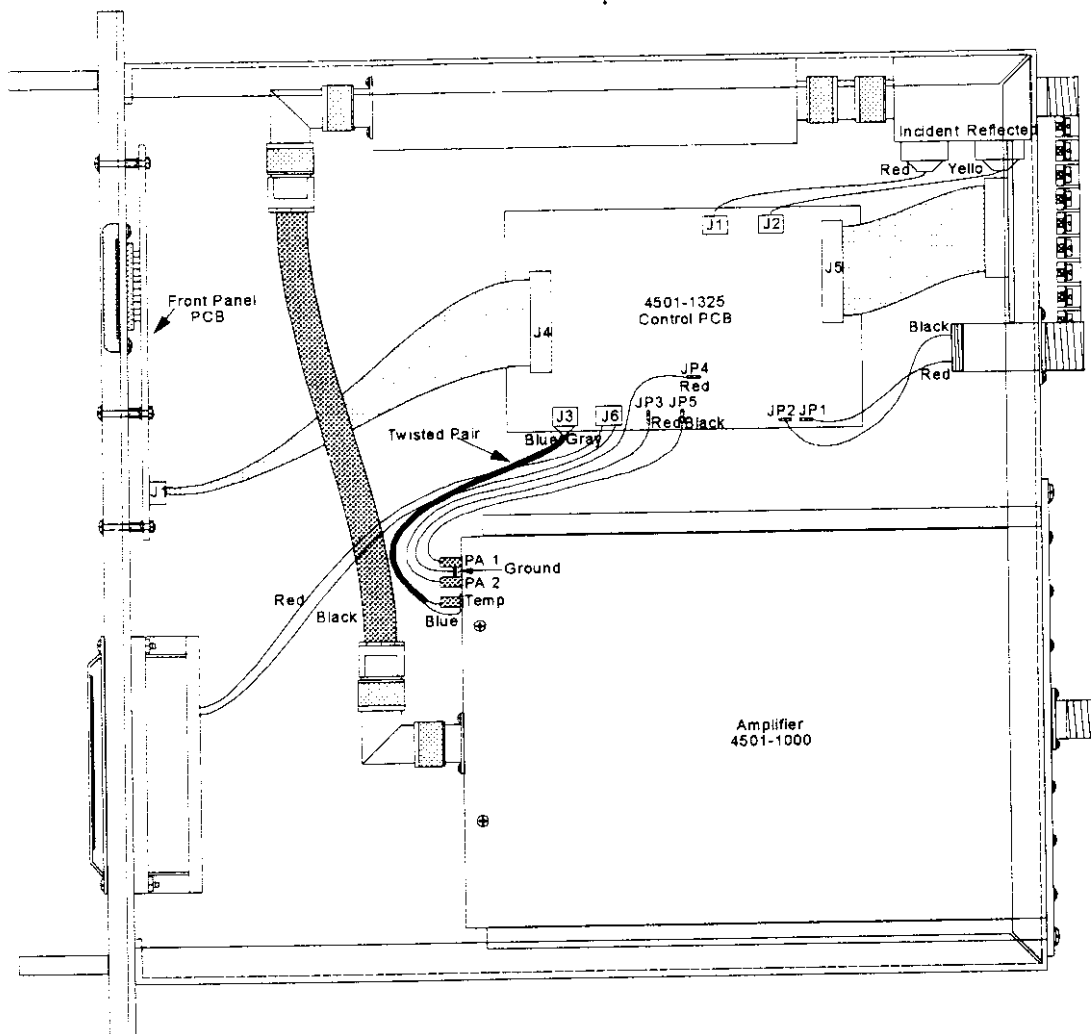 Incident Reflected
Red
Yello
J1
J2
J5
Front Panel
PCB
4501-1325
Control PCB
J4
Black
Red
JP4
Red
JP3
JP5
Red
Black
JP2
JP1
J3
J6
Blue
Gray
Twisted Pair
J
PA 1
Ground
PA 2
Temp
Blue
Red
Black
Amplifier
4501-1000